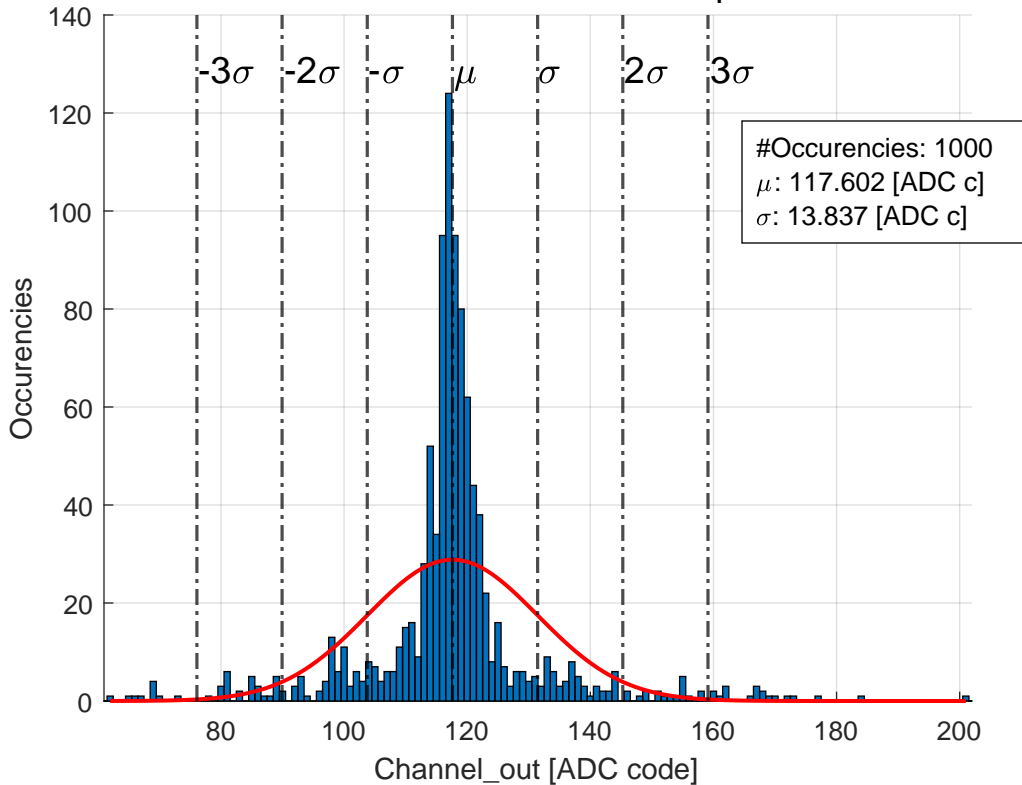 140
120
100
80
60
40
20
0
Occurencies
-3σ
-2σ
-σ
μ
σ
2σ
3σ
#Occurencies: 1000
μ: 117.602 [ADC c]
σ: 13.837 [ADC c]
80
100
120
140
160
180
200
Channel_out [ADC code]